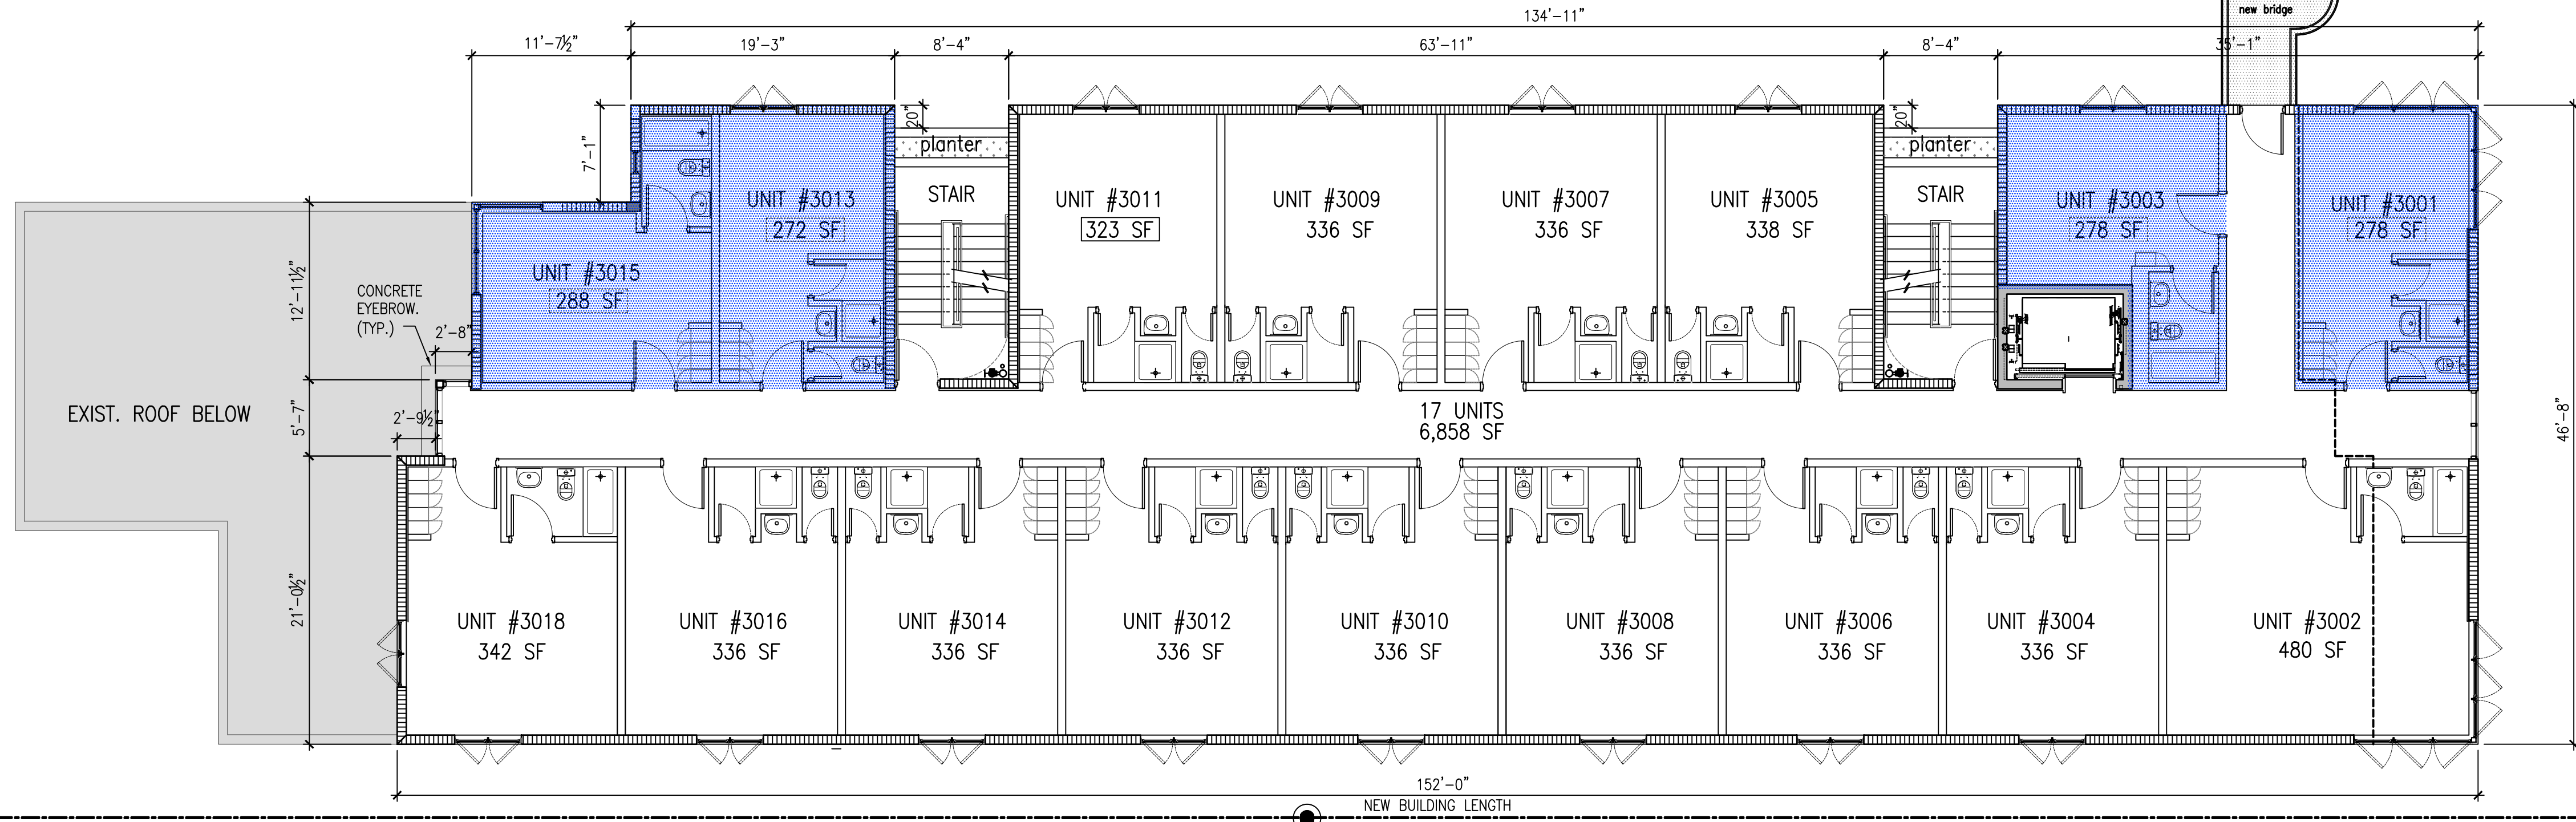 new bridge
134'-11"
11'-7½"
19'-3"
8'-4"
63'-11"
8'-4"
35'-1"
20"
20"
7'-1"
planter
planter
STAIR
STAIR
UNIT #3013
272 SF
UNIT #3011
323 SF
UNIT #3009
336 SF
UNIT #3007
336 SF
UNIT #3005
338 SF
UNIT #3003
278 SF
UNIT #3001
278 SF
UNIT #3015
288 SF
12'-11½"
CONCRETE
EYEBROW.
(TYP.)
2'-8"
EXIST. ROOF BELOW
5'-7"
2'-9½"
17 UNITS
6,858 SF
46'-8"
21'-0½"
UNIT #3018
342 SF
UNIT #3016
336 SF
UNIT #3014
336 SF
UNIT #3012
336 SF
UNIT #3010
336 SF
UNIT #3008
336 SF
UNIT #3006
336 SF
UNIT #3004
336 SF
UNIT #3002
480 SF
152'-0"
NEW BUILDING LENGTH